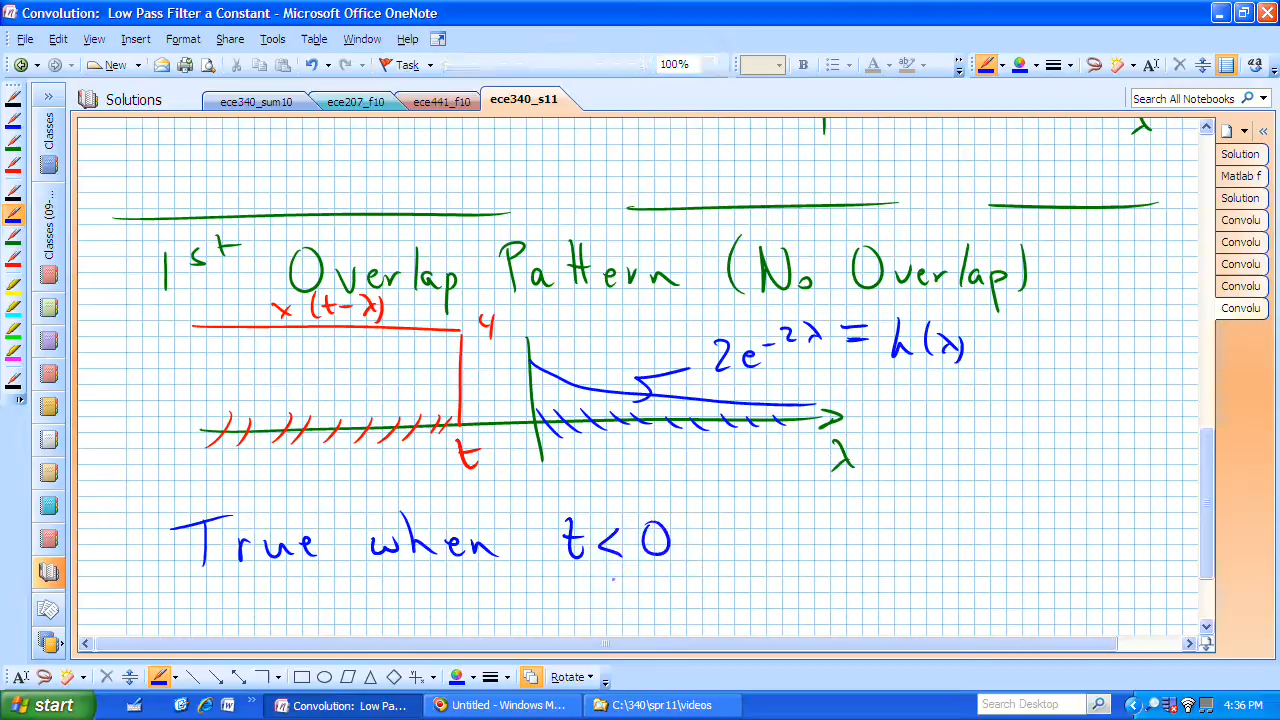 Convolution: Low Pass Filter a Constant - Microsoft Office OneNote
File Edit View Insert Format Share Tools Table Window Help
New Task 100% B A ab A
Solutions ece340_sum10 ece207_f10 ece441_f10 ece340_s11 Search All Notebooks
Classes
Classes (09-...
λ
1st Overlap Pattern (No Overlap)
x(t-λ) 4
2e^-2λ = h(λ)
t λ
True when t<0
Solution
Matlab f
Solution
Convolu
Convolu
Convolu
Convolu
Convolu
A Rotate
start Convolution: Low Pa... Untitled - Windows M... C:\340\spr11\videos Search Desktop 4:36 PM